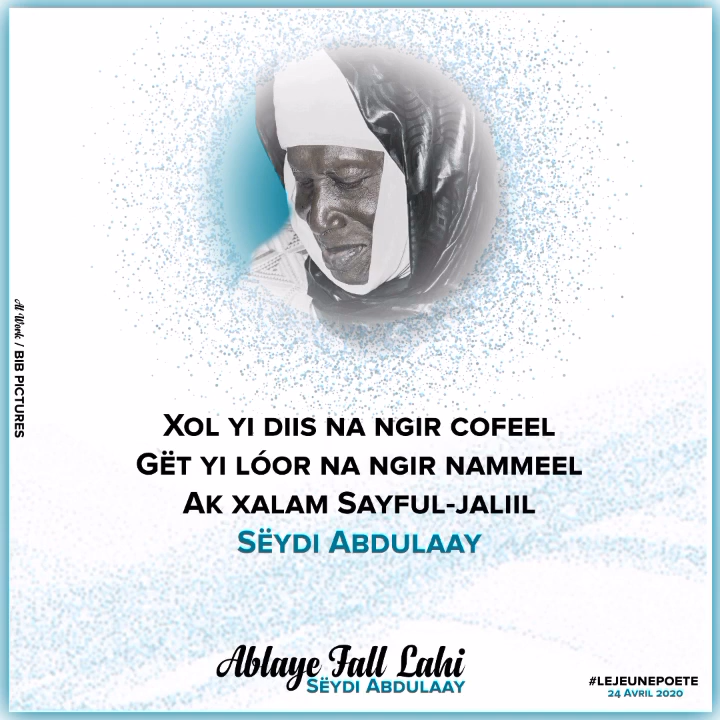 Xol yi diis na ngir cofeel
Gët yi lóor na ngir nammeel
Ak xalam Sayful-jaliil
Sëydi Abdulaay
Ablaye Fall Lahi
Sëydi Abdulaay
#LEJEUNEPOETE
24 Avril 2020
At Work / BIB PICTURES